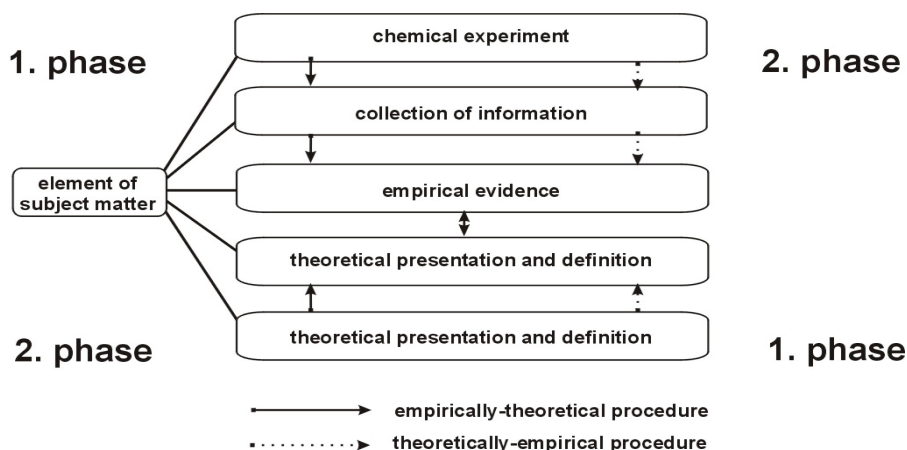 chemical experiment
1. phase
2. phase
collection of information
element of
subject matter
empirical evidence
theoretical presentation and definition
theoretical presentation and definition
2. phase
1. phase
empirically-theoretical procedure
theoretically-empirical procedure